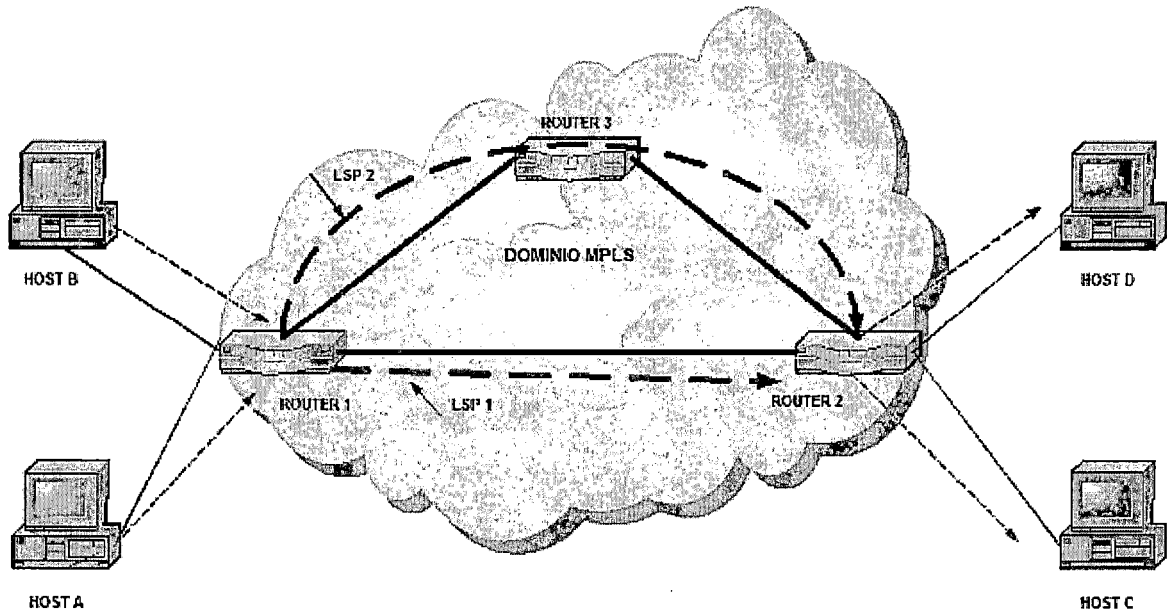 ROUTER 3
LSP 2
DOMINIO MPLS
HOST B
HOST D
ROUTER 1
LSP 1
ROUTER 2
HOST A
HOST C